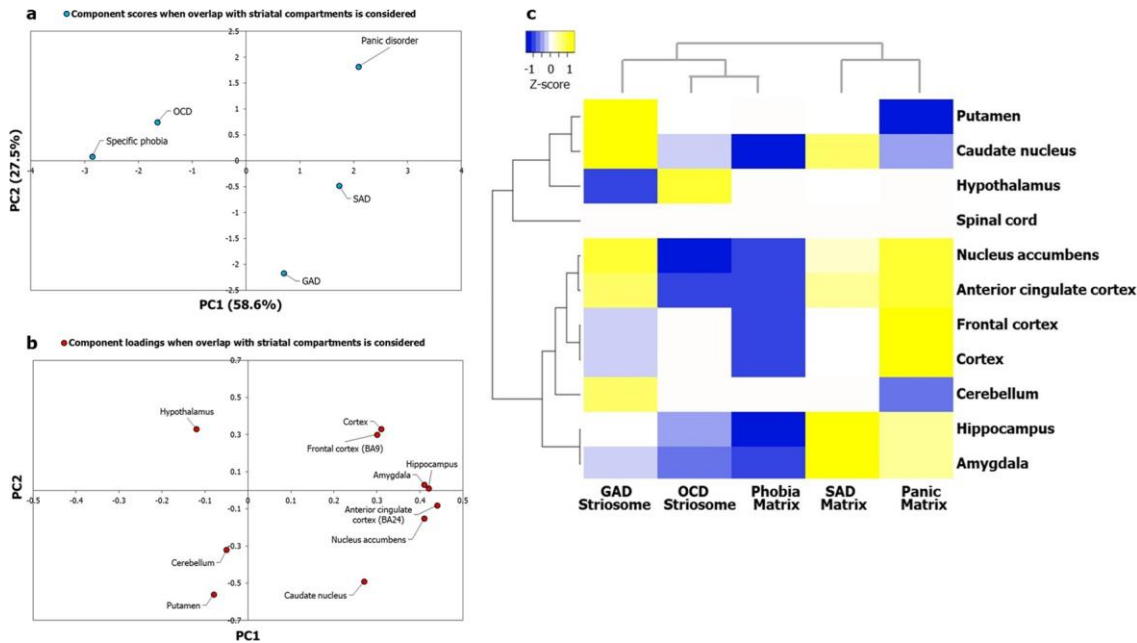 a
Component scores when overlap with striatal compartments is considered
2.5
2
1.5
1
0.5
0
-0.5
-1
-1.5
-2
-2.5
-4
-3
-2
-1
0
1
2
3
4
Panic disorder
OCD
Specific phobia
SAD
GAD
PC2 (27.5%)
PC1 (58.6%)
b
Component loadings when overlap with striatal compartments is considered
0.7
0.5
0.3
0.1
-0.1
-0.3
-0.5
-0.7
-0.5
-0.4
-0.3
-0.2
-0.1
0
0.1
0.2
0.3
0.4
0.5
Hypothalamus
Cortex
Frontal cortex (BA9)
Hippocampus
Amygdala
Anterior cingulate
cortex (BA24)
Nucleus accumbens
Cerebellum
Caudate nucleus
Putamen
PC2
PC1
c
-1 0 1
Z-score
Putamen
Caudate nucleus
Hypothalamus
Spinal cord
Nucleus accumbens
Anterior cingulate cortex
Frontal cortex
Cortex
Cerebellum
Hippocampus
Amygdala
GAD
Striosome
OCD
Striosome
Phobia
Matrix
SAD
Matrix
Panic
Matrix